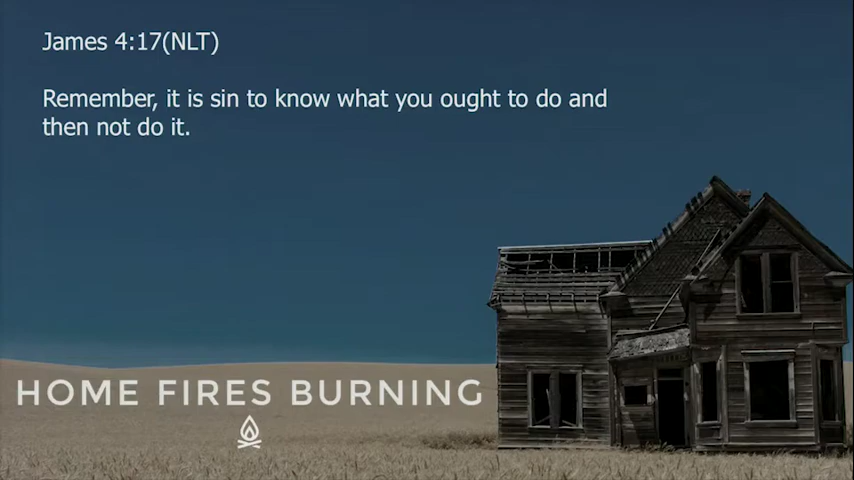 James 4:17(NLT)
Remember, it is sin to know what you ought to do and
then not do it.
HOME FIRES BURNING